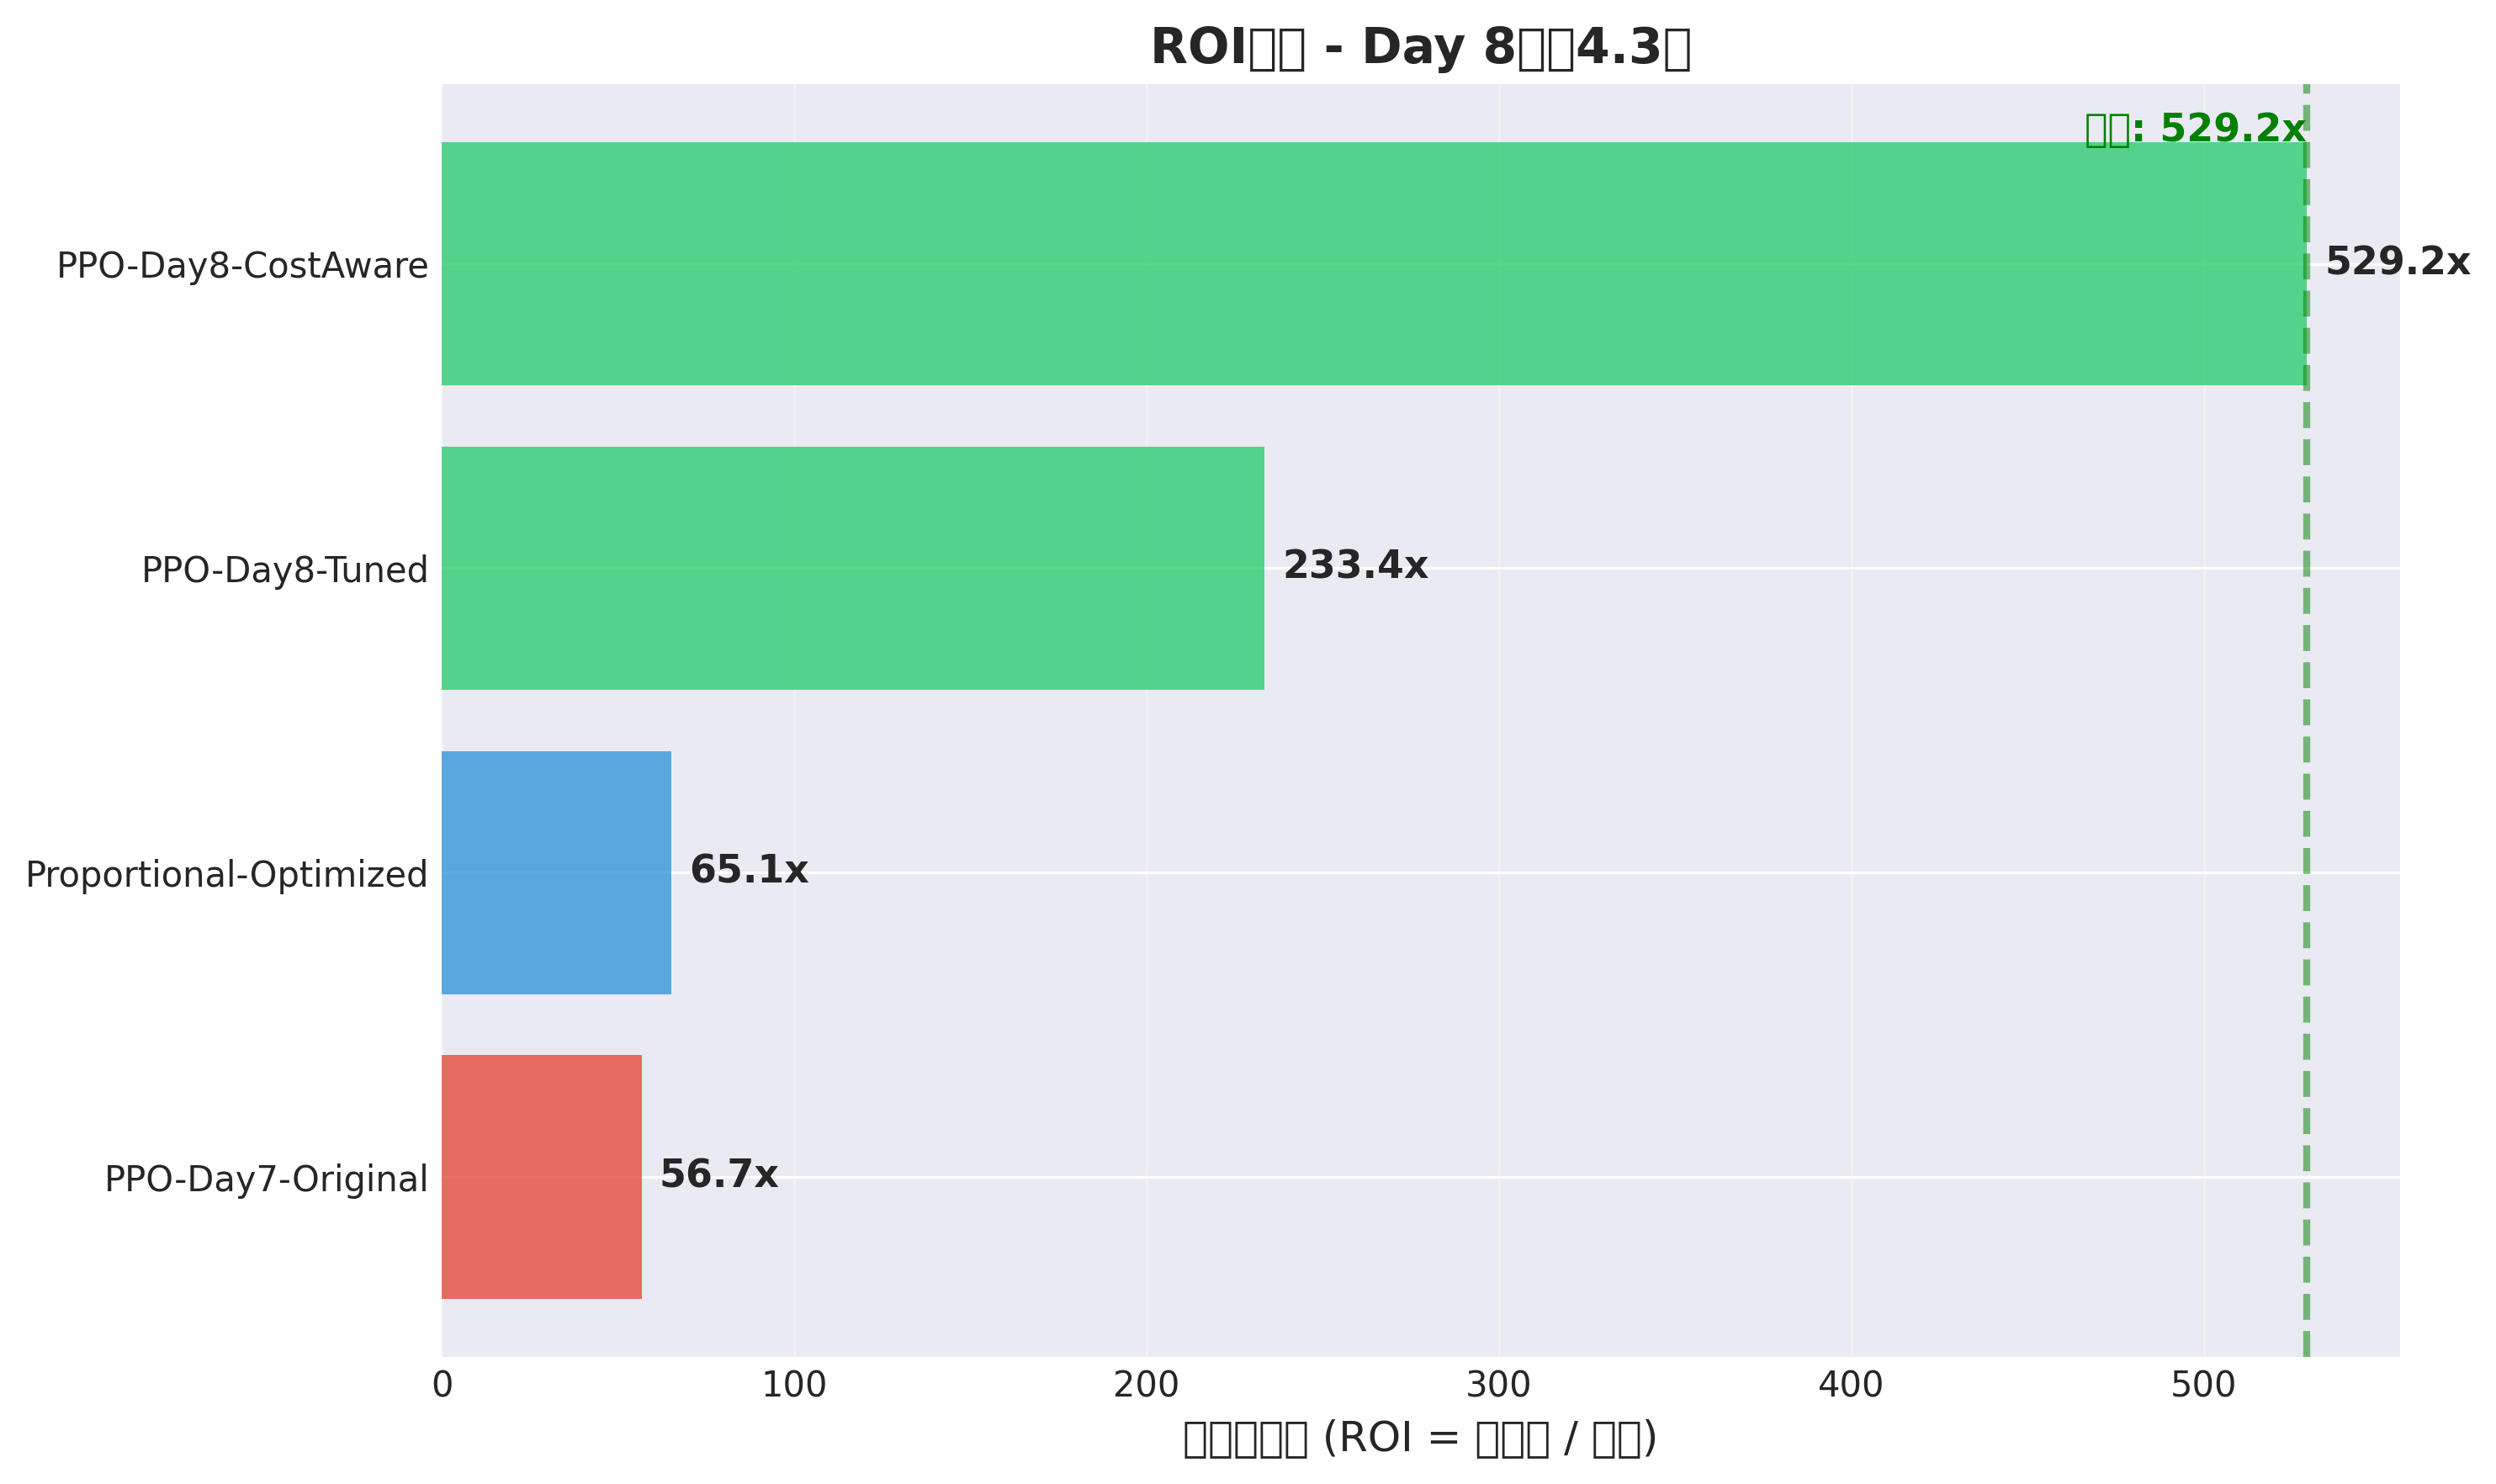 ROI□□ - Day 8□□4.3□
□□: 529.2x
PPO-Day8-CostAware
529.2x
PPO-Day8-Tuned
233.4x
Proportional-Optimized
65.1x
PPO-Day7-Original
56.7x
0 100 200 300 400 500
□□□□□ (ROI = □□□ / □□)